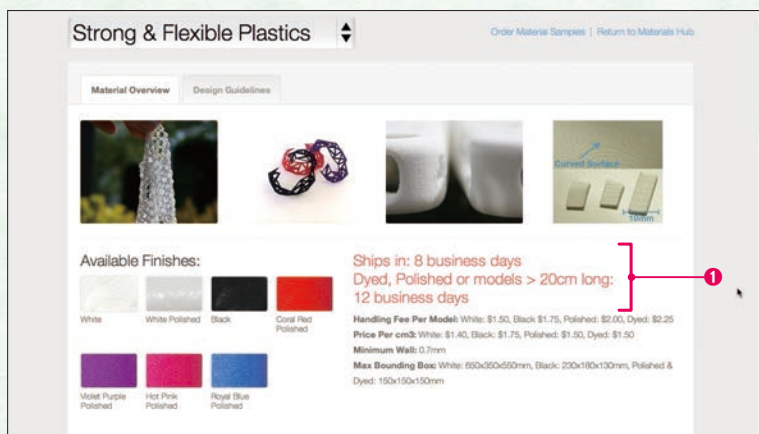 Strong & Flexible Plastics
Order Material Samples | Return to Materials Hub
Material Overview
Design Guidelines
Curved Surface
10mm
Available Finishes:
White
White Polished
Black
Coral Red
Polished
Violet Purple
Polished
Hot Pink
Polished
Royal Blue
Polished
Ships in: 8 business days
Dyed, Polished or models > 20cm long:
12 business days
Handling Fee Per Model: White: $1.50, Black $1.75, Polished: $2.00, Dyed: $2.25
Price Per cm3: White: $1.40, Black: $1.75, Polished: $1.50, Dyed: $1.50
Minimum Wall: 0.7mm
Max Bounding Box: White: 650x350x550mm, Black: 230x180x130mm, Polished &
Dyed: 150x150x150mm
1